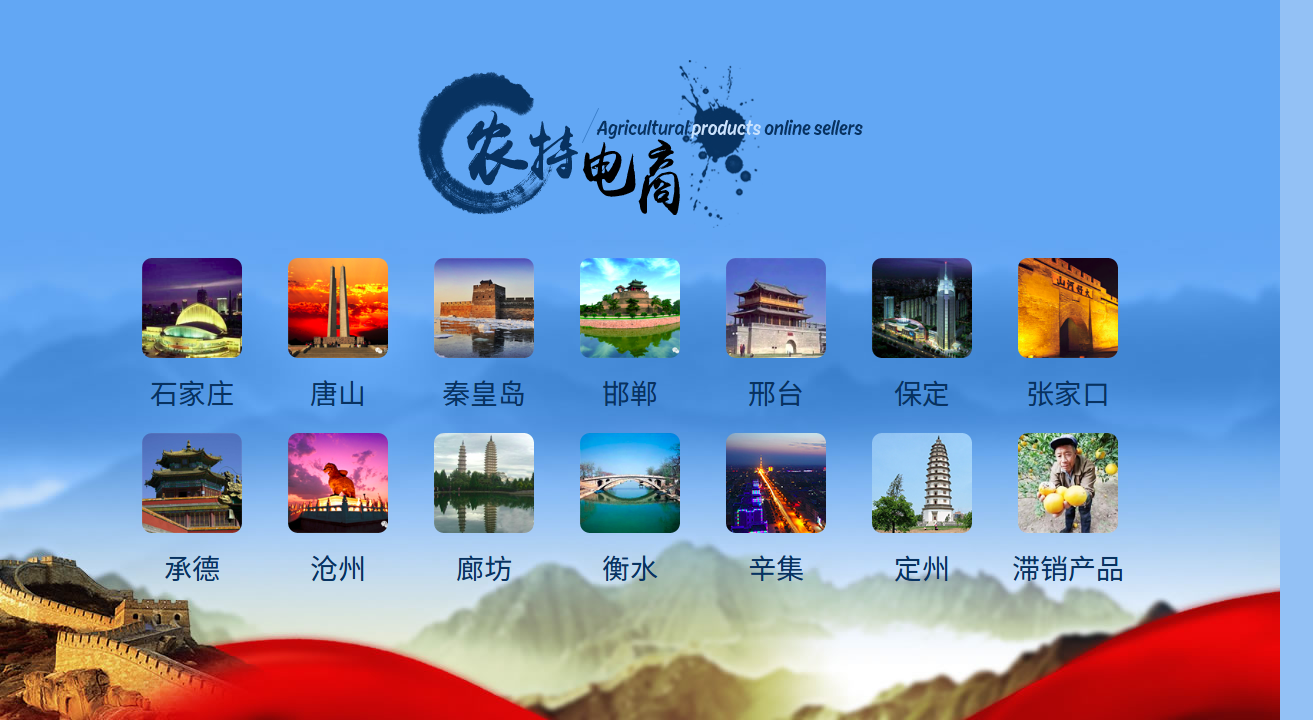 Agricultural products online sellers
农特电商
石家庄 唐山 秦皇岛 邯郸 邢台 保定 张家口
承德 沧州 廊坊 衡水 辛集 定州 滞销产品